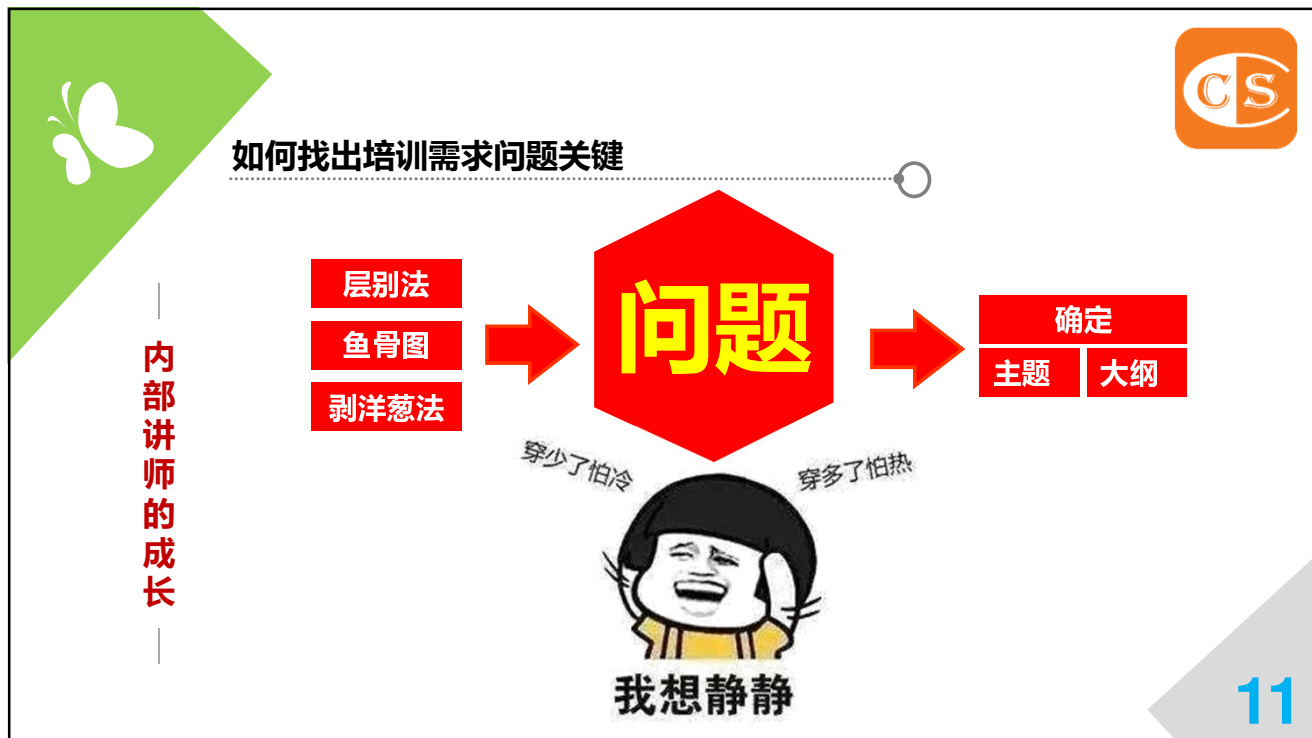 CS
如何找出培训需求问题关键
内部讲师的成长
层别法
鱼骨图
剥洋葱法
问题
确定
主题 大纲
穿少了怕冷
穿多了怕热
我想静静
11